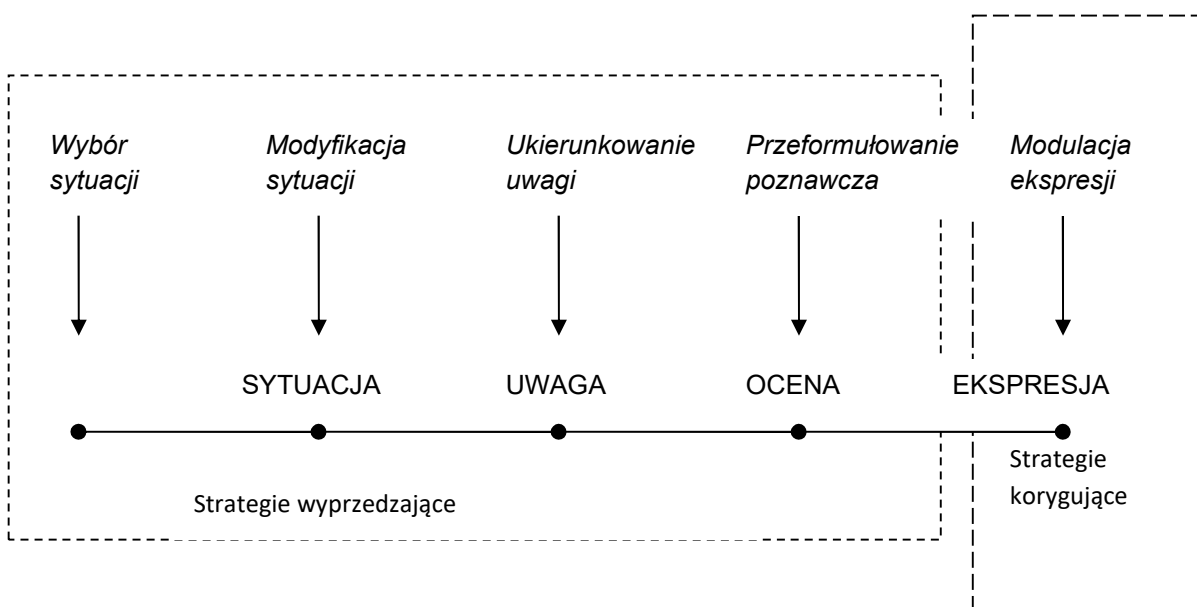 Wybór
sytuacji
Modyfikacja
sytuacji
Ukierunkowanie
uwagi
Przeformułowanie
poznawcza
Modulacja
ekspresji
SYTUACJA
UWAGA
OCENA
EKSPRESJA
Strategie wyprzedzające
Strategie
korygujące